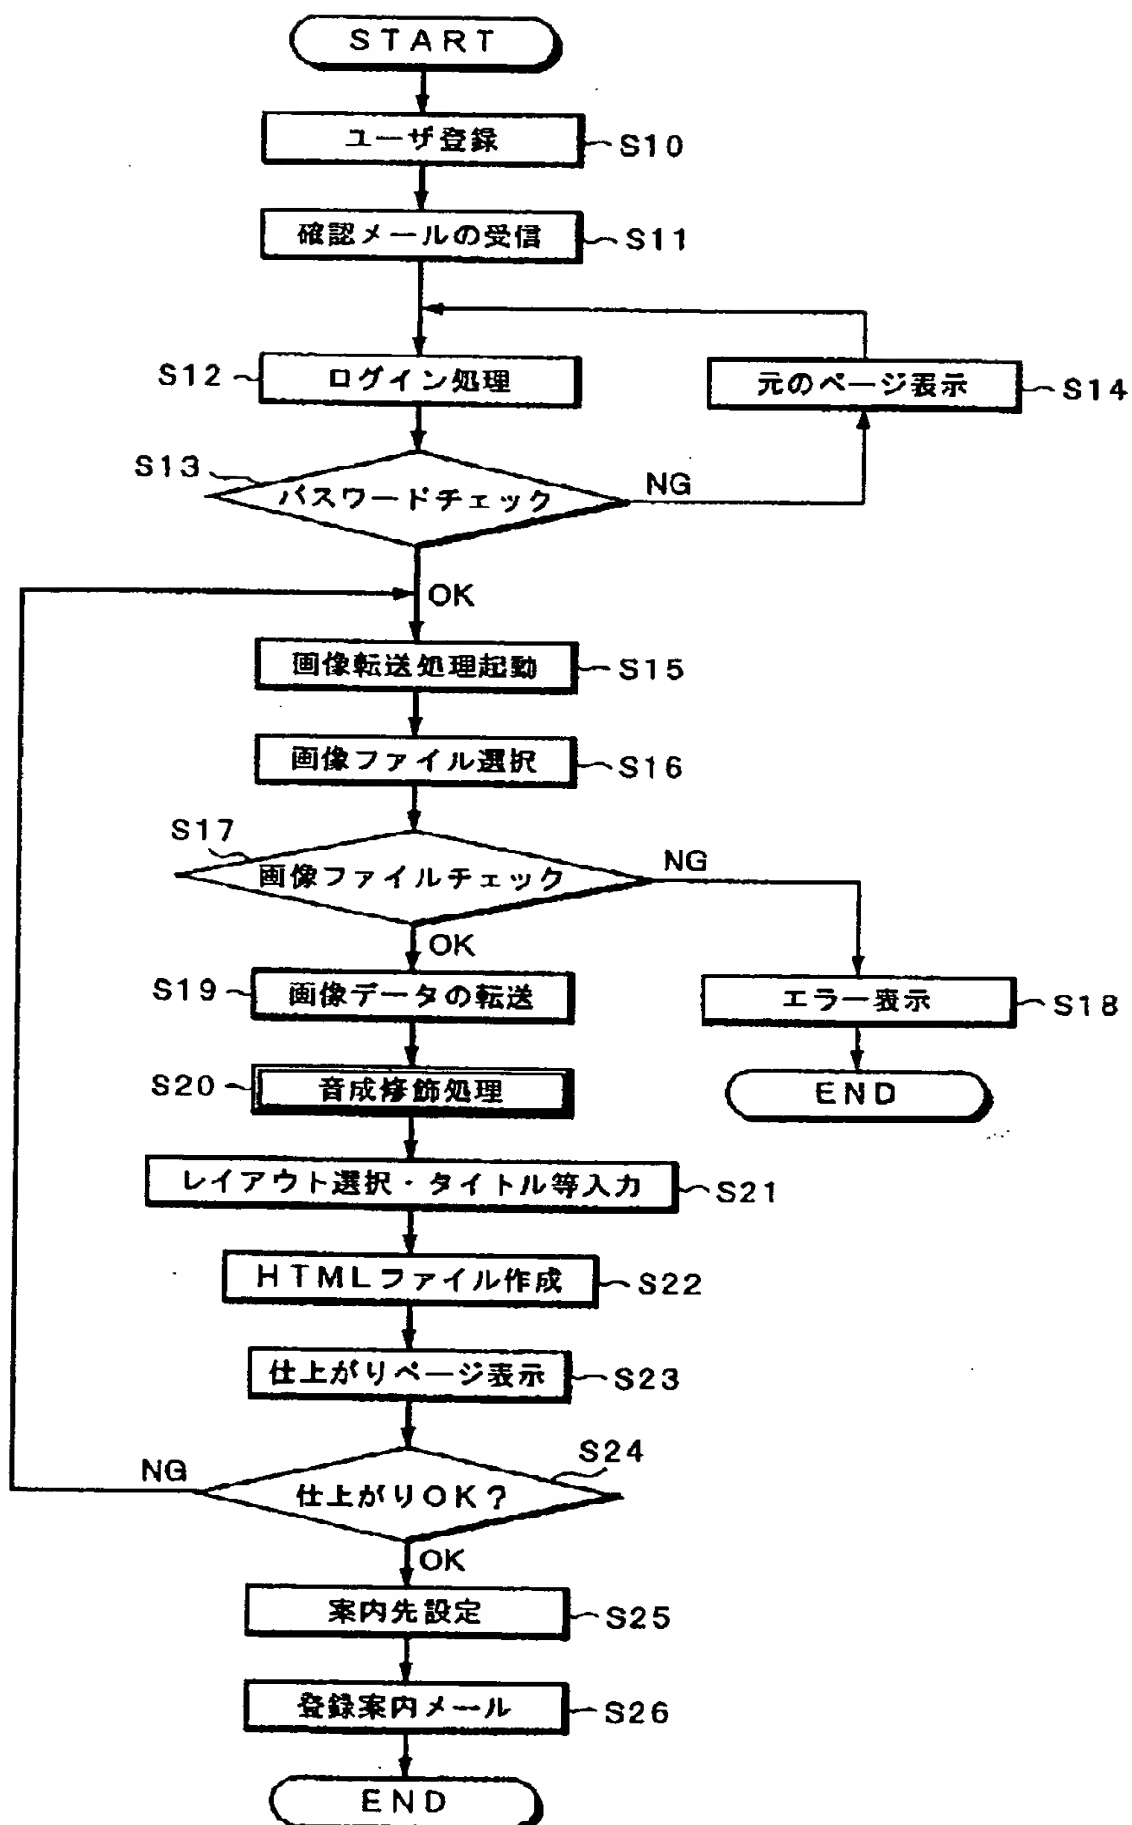 START
ユーザ登録
S10
確認メールの受信
S11
S12
ログイン処理
元のページ表示
S14
S13
パスワードチェック
NG
OK
画像転送処理起動
S15
画像ファイル選択
S16
S17
画像ファイルチェック
NG
OK
S19
画像データの転送
エラー表示
S18
S20
音成修飾処理
END
レイアウト選択・タイトル等入力
S21
HTMLファイル作成
S22
仕上がりページ表示
S23
S24
NG
仕上がりOK?
OK
案内先設定
S25
登録案内メール
S26
END